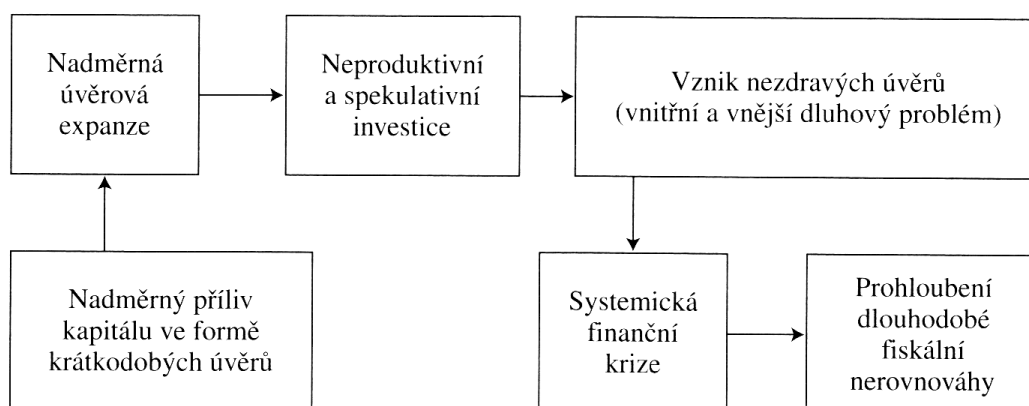 Nadměrná
úvěrová
expanze
Neproduktivní
a spekulativní
investice
Vznik nezdravých úvěrů
(vnitřní a vnější dluhový problém)
Nadměrný příliv
kapitálu ve formě
krátkodobých úvěrů
Systemická
finanční
krize
Prohloubení
dlouhodobé
fiskální
nerovnováhy